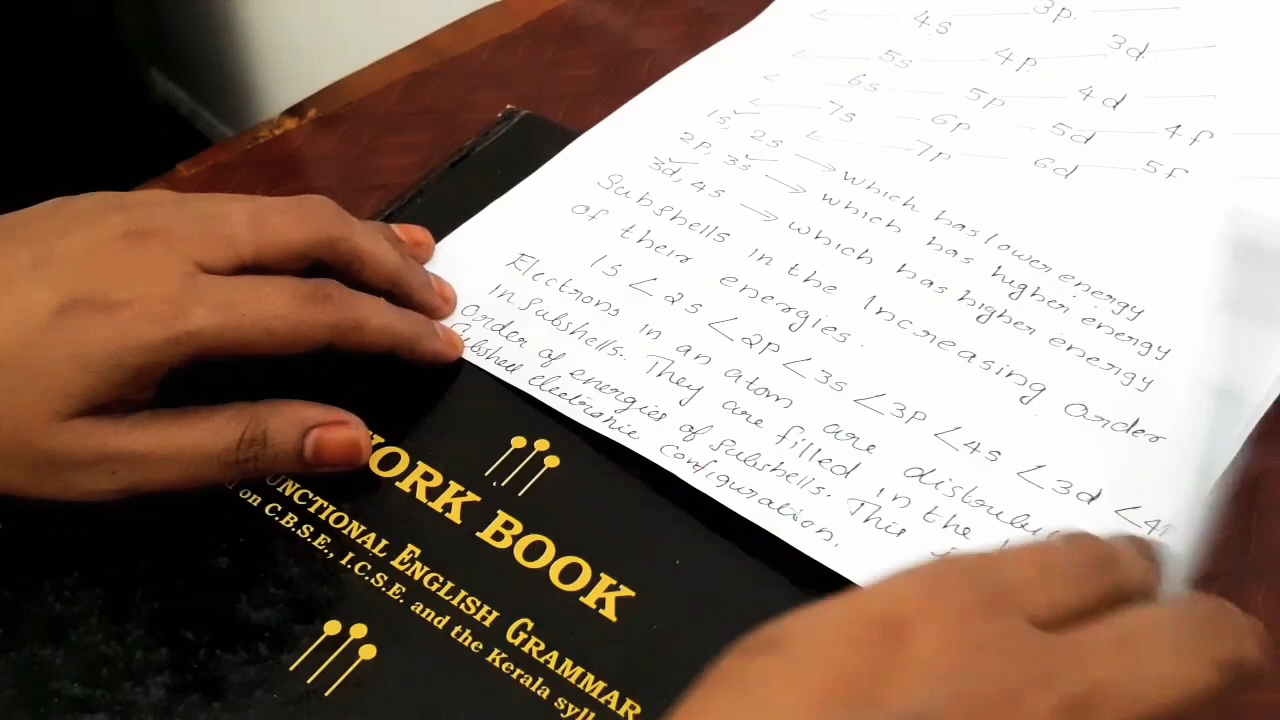 3p
4s
3d
5s 4p
6s 5p 4d
7s 6p 5d 4f
7p 6d 5f
1s, 2s → which has lower energy
2p, 3s → which has higher energy
3d, 4s → which has higher energy
Subshells in the Increasing order
of their energies.
1s < 2s < 2p < 3s < 3p < 4s < 3d < 4p
Electrons in an atom are
in Subshells. They are filled in the
order of energies of Subshells. This
Subshell electronic Configuration.
WORK BOOK
FUNCTIONAL ENGLISH GRAMMAR
on C.B.S.E., I.C.S.E. and the Kerala